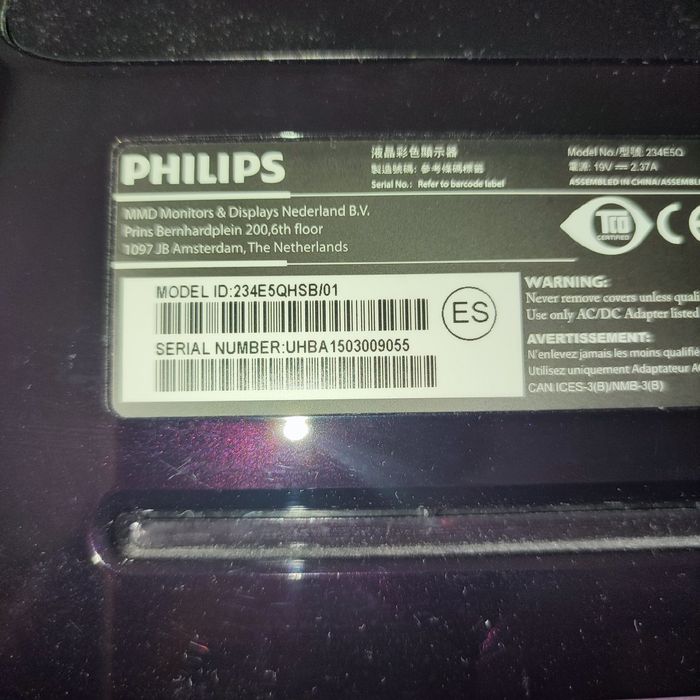 PHILIPS
液晶彩色顯示器
製造號碼: 參考條碼標籤
Serial No.: Refer to barcode label
Model No./型號: 234E5Q
電源: 19V ⎓ 2.37A
ASSEMBLED IN CHINA/ASSEMBL
MMD Monitors & Displays Nederland B.V.
Prins Bernhardplein 200,6th floor
1097 JB Amsterdam, The Netherlands
TCO
CERTIFIED
CE
MODEL ID:234E5QHSB/01
SERIAL NUMBER:UHBA1503009055
ES
WARNING:
Never remove covers unless quali
Use only AC/DC Adapter listed
AVERTISSEMENT:
N'enlevez jamais les moins qualifié
Utilisez uniquement Adaptateur AC
CAN ICES-3(B)/NMB-3(B)